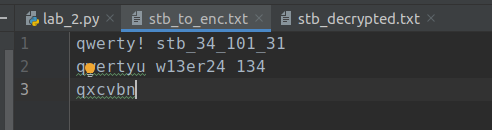 lab_2.py stb_to_enc.txt stb_decrypted.txt
1 qwerty! stb_34_101_31
2 qwertyu w13er24 134
3 qxcvbn